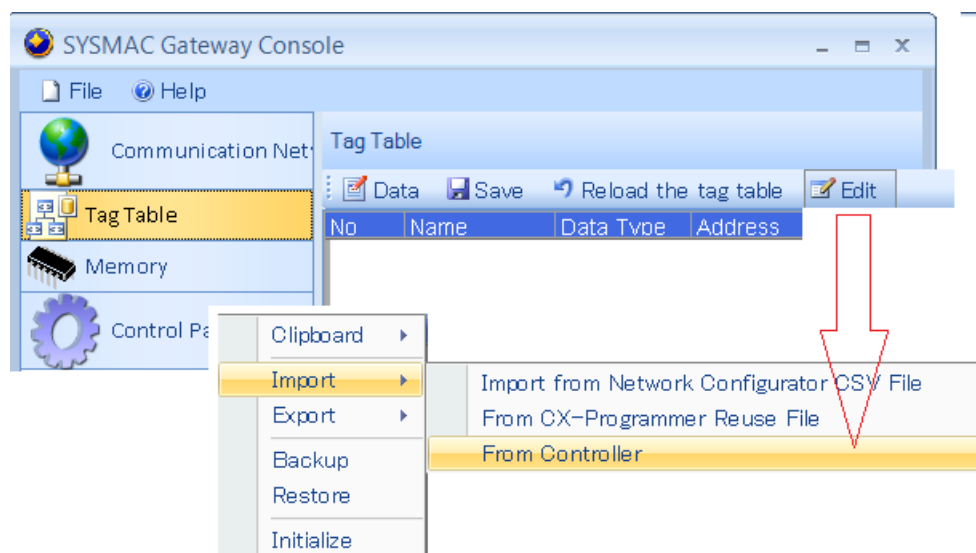 SYSMAC Gateway Console
File Help
Communication Net
Tag Table
Memory
Control Pa
Tag Table
Data Save Reload the tag table Edit
No Name Data Type Address
Clipboard
Import
Export
Backup
Restore
Initialize
Import from Network Configurator CSV File
From CX-Programmer Reuse File
From Controller